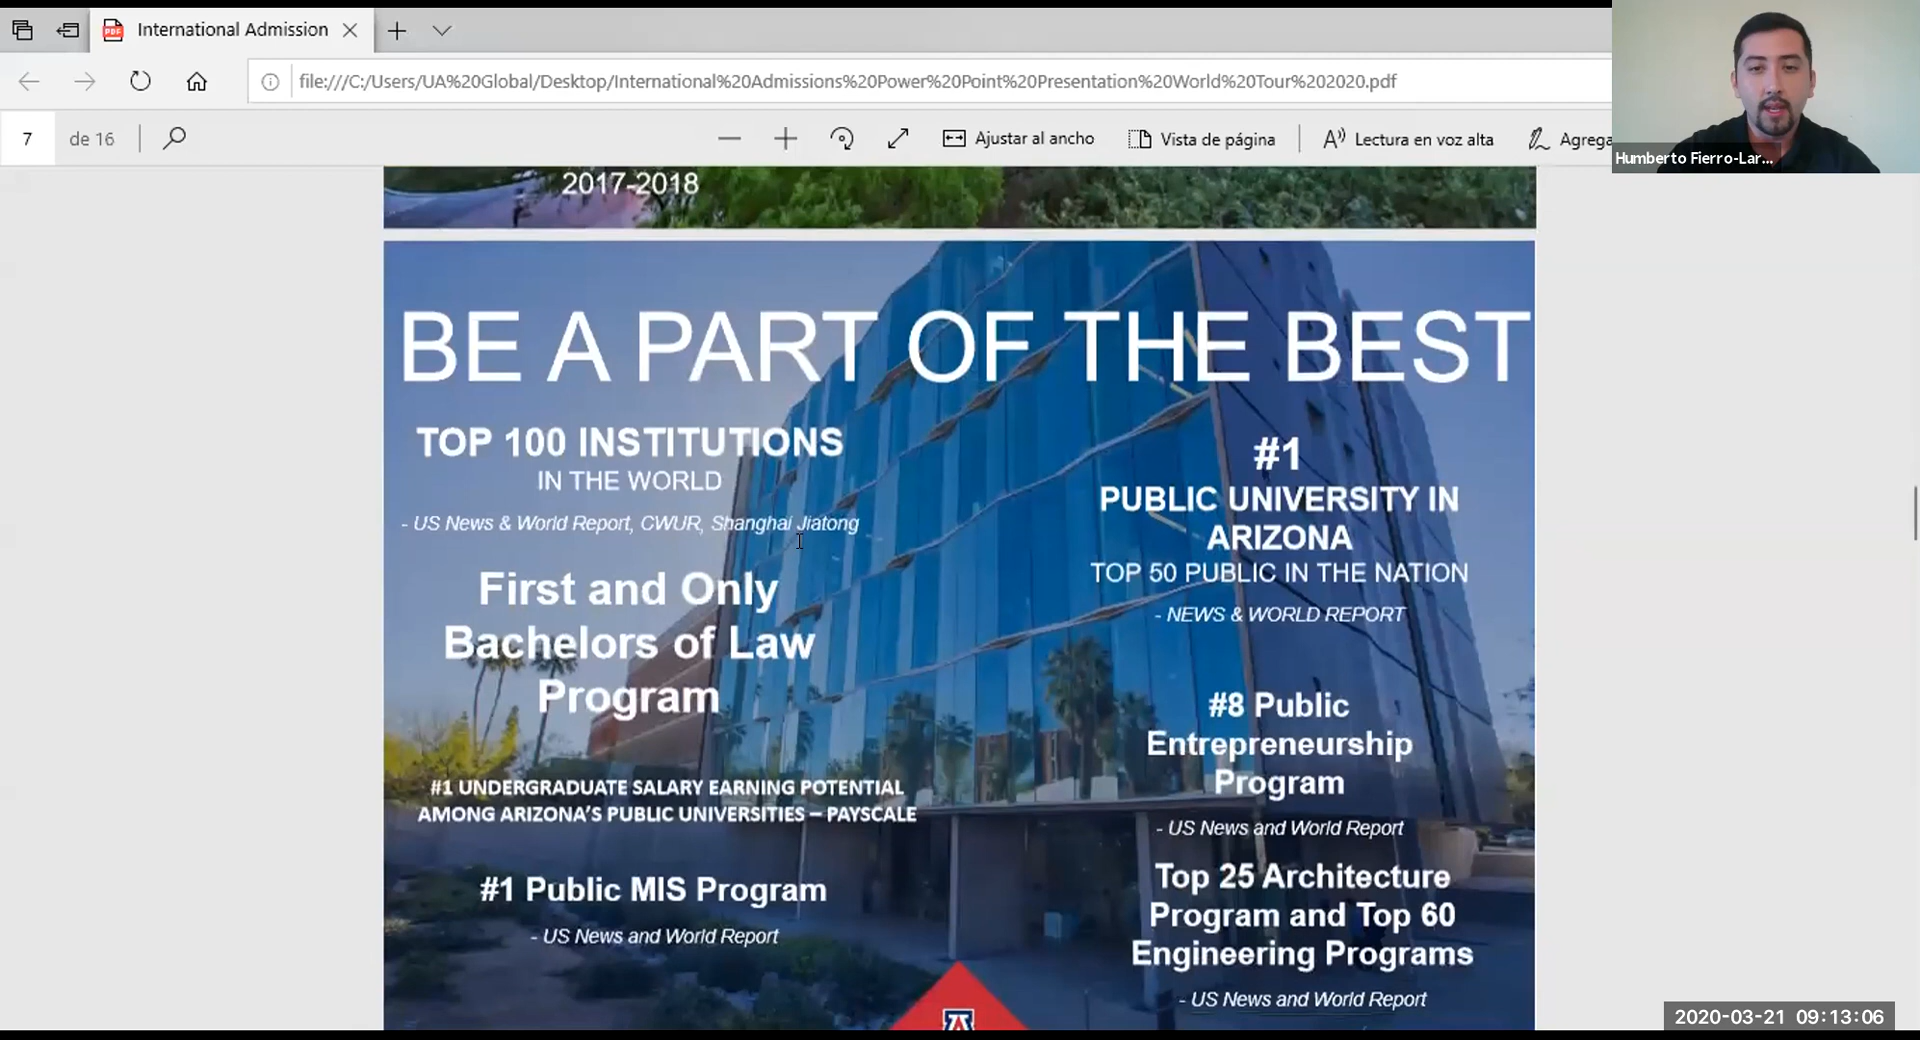 International Admission
file:///C:/Users/UA%20Global/Desktop/International%20Admissions%20Power%20Point%20Presentation%20World%20Tour%202020.pdf
7 de 16
Ajustar al ancho
Vista de página
Lectura en voz alta
Agrega
Humberto Fierro-Lar...
2017-2018
BE A PART OF THE BEST
TOP 100 INSTITUTIONS
IN THE WORLD
- US News & World Report, CWUR, Shanghai Jiatong
First and Only
Bachelors of Law
Program
#1 UNDERGRADUATE SALARY EARNING POTENTIAL
AMONG ARIZONA'S PUBLIC UNIVERSITIES – PAYSCALE
#1 Public MIS Program
- US News and World Report
#1
PUBLIC UNIVERSITY IN
ARIZONA
TOP 50 PUBLIC IN THE NATION
- NEWS & WORLD REPORT
#8 Public
Entrepreneurship
Program
- US News and World Report
Top 25 Architecture
Program and Top 60
Engineering Programs
- US News and World Report
A
2020-03-21 09:13:06